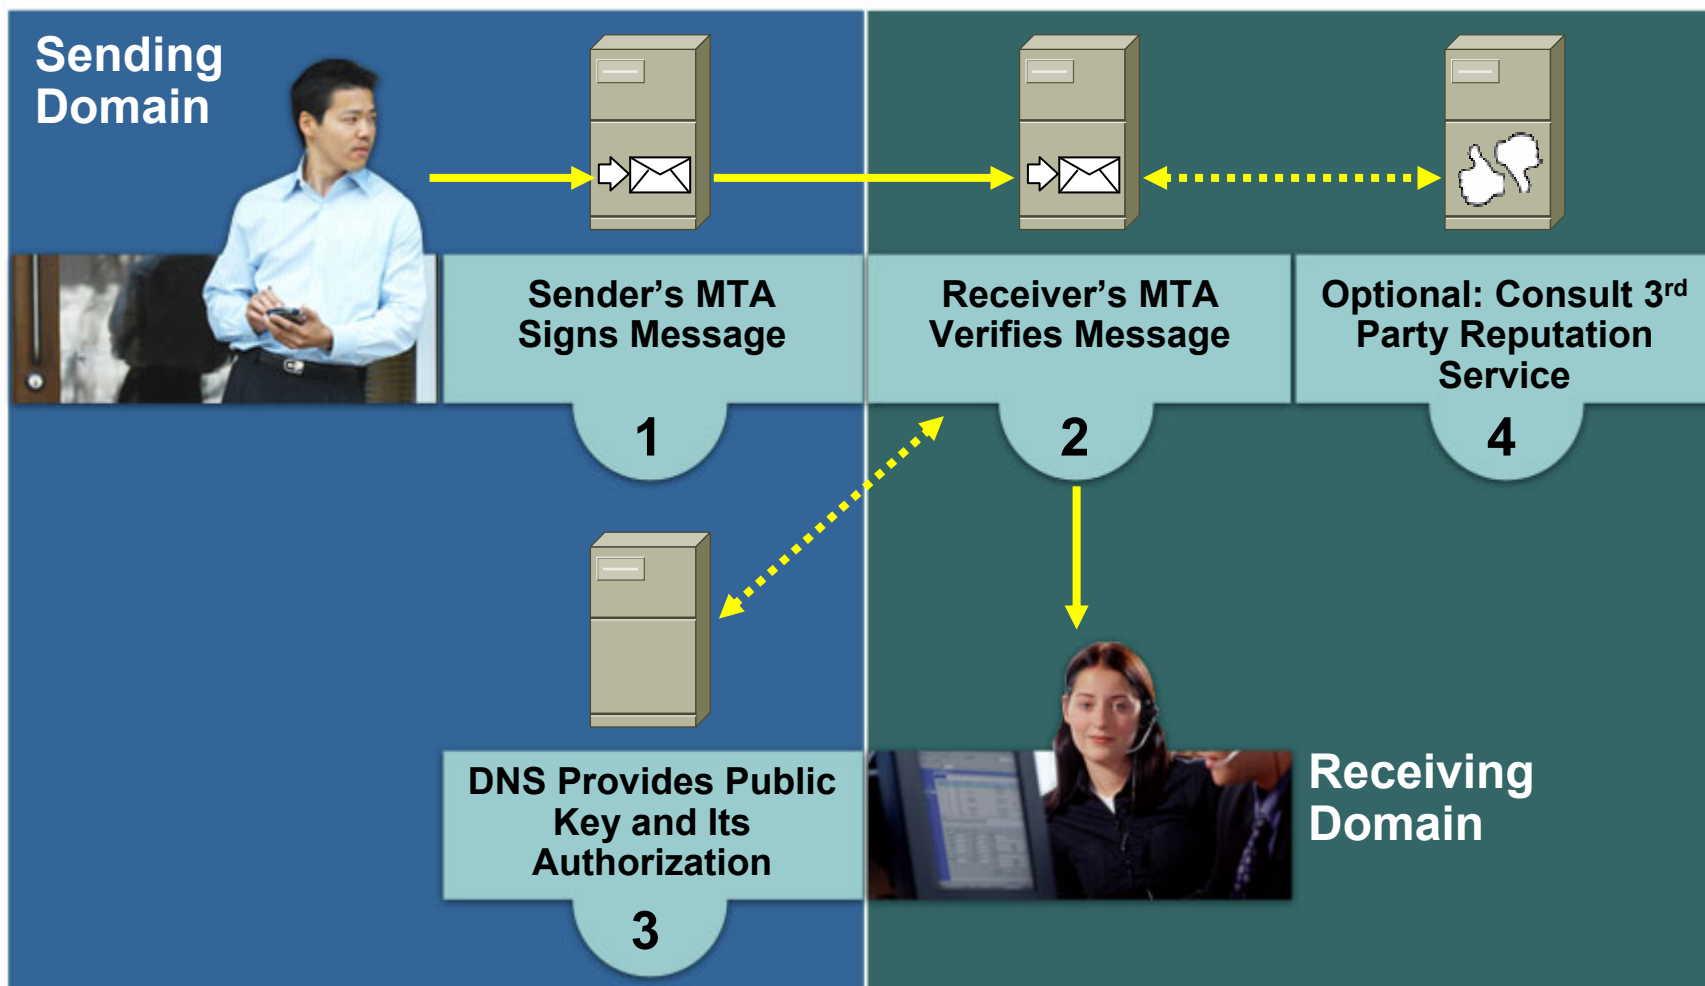 Sending
Domain
Sender’s MTA
Signs Message
1
Receiver’s MTA
Verifies Message
2
Optional: Consult 3rd
Party Reputation
Service
4
DNS Provides Public
Key and Its
Authorization
3
Receiving
Domain